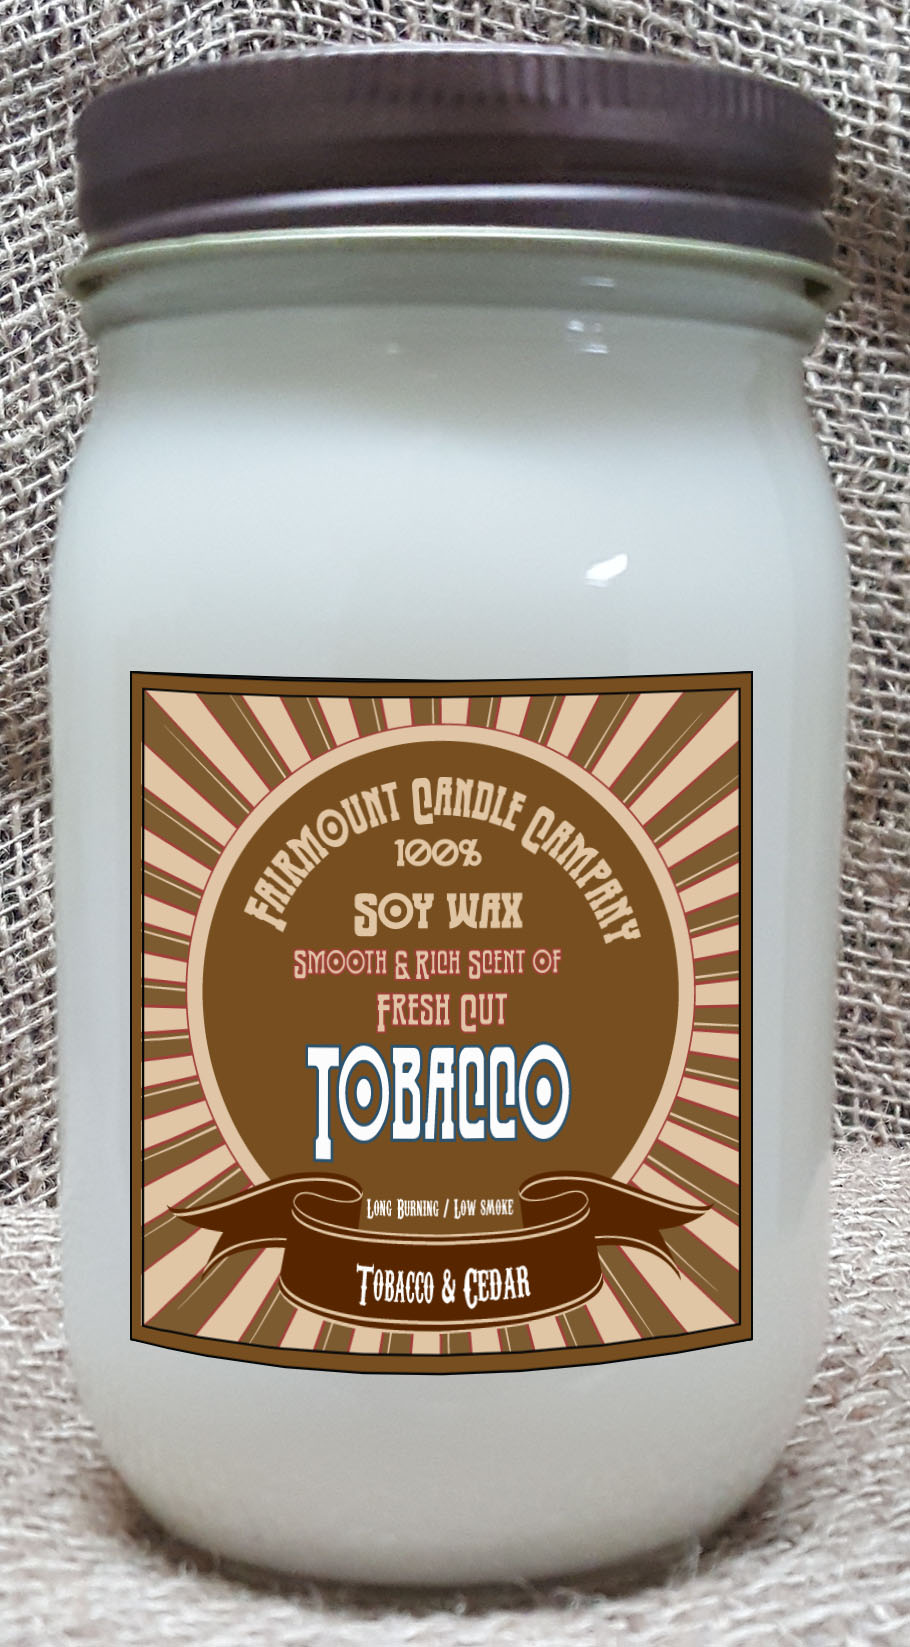 Fairmount Candle Campany
100%
Soy Wax
Smooth & Rich Scent of
Fresh Cut
Tobacco
Long Burning / Low smoke
Tobacco & Cedar